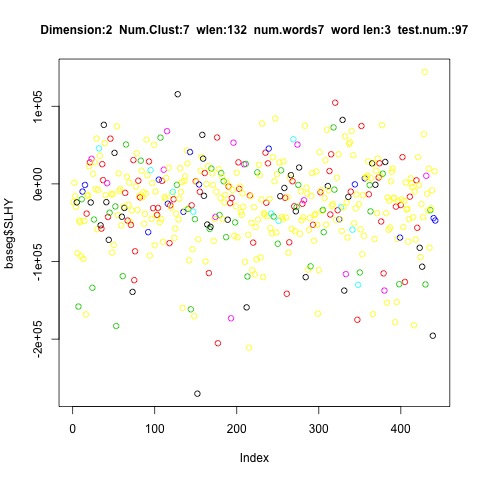 Dimension:2  Num.Clust:7  wlen:132  num.words7  word len:3  test.num.:97
1e+05
0e+00
-1e+05
-2e+05
baseg$SLHY
0 100 200 300 400
Index